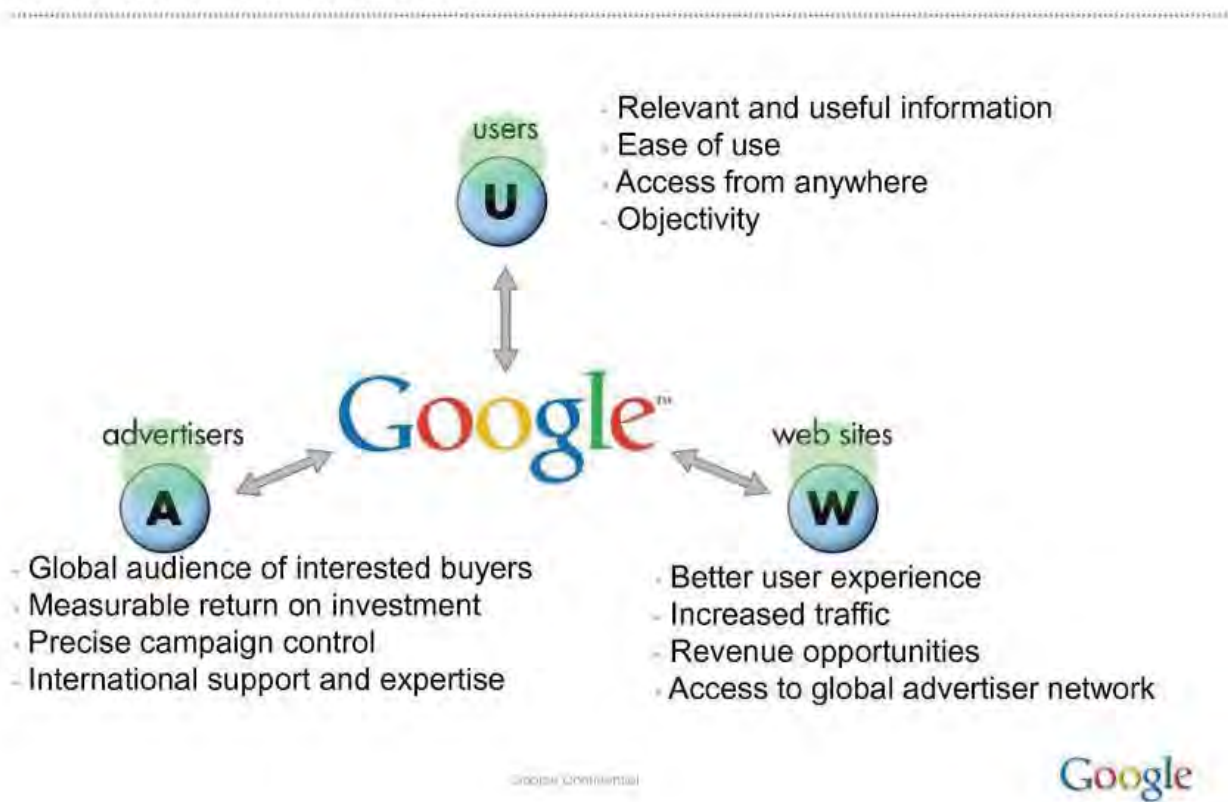 users
U
- Relevant and useful information
- Ease of use
- Access from anywhere
- Objectivity
Google™
advertisers
A
- Global audience of interested buyers
- Measurable return on investment
- Precise campaign control
- International support and expertise
web sites
W
- Better user experience
- Increased traffic
- Revenue opportunities
- Access to global advertiser network
Google Confidential
Google